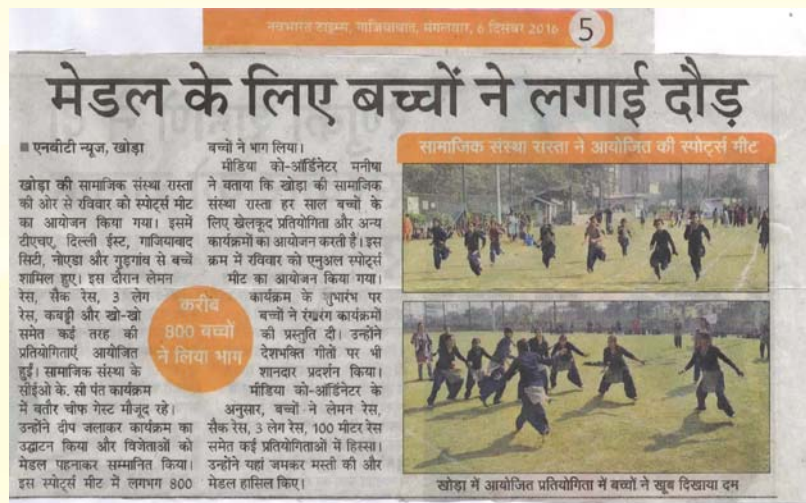 नवभारत टाइम्स, गाजियाबाद, मंगलवार, 6 दिसंबर 2016 5
मेडल के लिए बच्चों ने लगाई दौड़
■ एनबीटी न्यूज, खोड़ा
खोड़ा की सामाजिक संस्था रास्ता
की ओर से रविवार को स्पोर्ट्स मीट
का आयोजन किया गया। इसमें
टीएचए, दिल्ली ईस्ट, गाजियाबाद
सिटी, नोएडा और गुड़गांव से बच्चे
शामिल हुए। इस दौरान लेमन
रेस, सैक रेस, 3 लेग
रेस, कबड्डी और खो-खो
समेत कई तरह की
प्रतियोगिताएं आयोजित
हुईं। सामाजिक संस्था के
सीईओ के. सी पंत कार्यक्रम
में बतौर चीफ गेस्ट मौजूद रहे।
उन्होंने दीप जलाकर कार्यक्रम का
उद्घाटन किया और विजेताओं को
मेडल पहनाकर सम्मानित किया।
इस स्पोर्ट्स मीट में लगभग 800
बच्चों ने भाग लिया।
मीडिया को-ऑर्डिनेटर मनीषा
ने बताया कि खोड़ा की सामाजिक
संस्था रास्ता हर साल बच्चों के
लिए खेलकूद प्रतियोगिता और अन्य
कार्यक्रमों का आयोजन करती है। इस
क्रम में रविवार को एनुअल स्पोर्ट्स
मीट का आयोजन किया गया।
कार्यक्रम के शुभारंभ पर
बच्चों ने रंगारंग कार्यक्रमों
की प्रस्तुति दी। उन्होंने
देशभक्ति गीतों पर भी
शानदार प्रदर्शन किया।
मीडिया को-ऑर्डिनेटर के
अनुसार, बच्चों ने लेमन रेस,
सैक रेस, 3 लेग रेस, 100 मीटर रेस
समेत कई प्रतियोगिताओं में हिस्सा।
उन्होंने यहां जमकर मस्ती की और
मेडल हासिल किए।
करीब
800 बच्चों
ने लिया भाग
सामाजिक संस्था रास्ता ने आयोजित की स्पोर्ट्स मीट
खोड़ा में आयोजित प्रतियोगिता में बच्चों ने खूब दिखाया दम